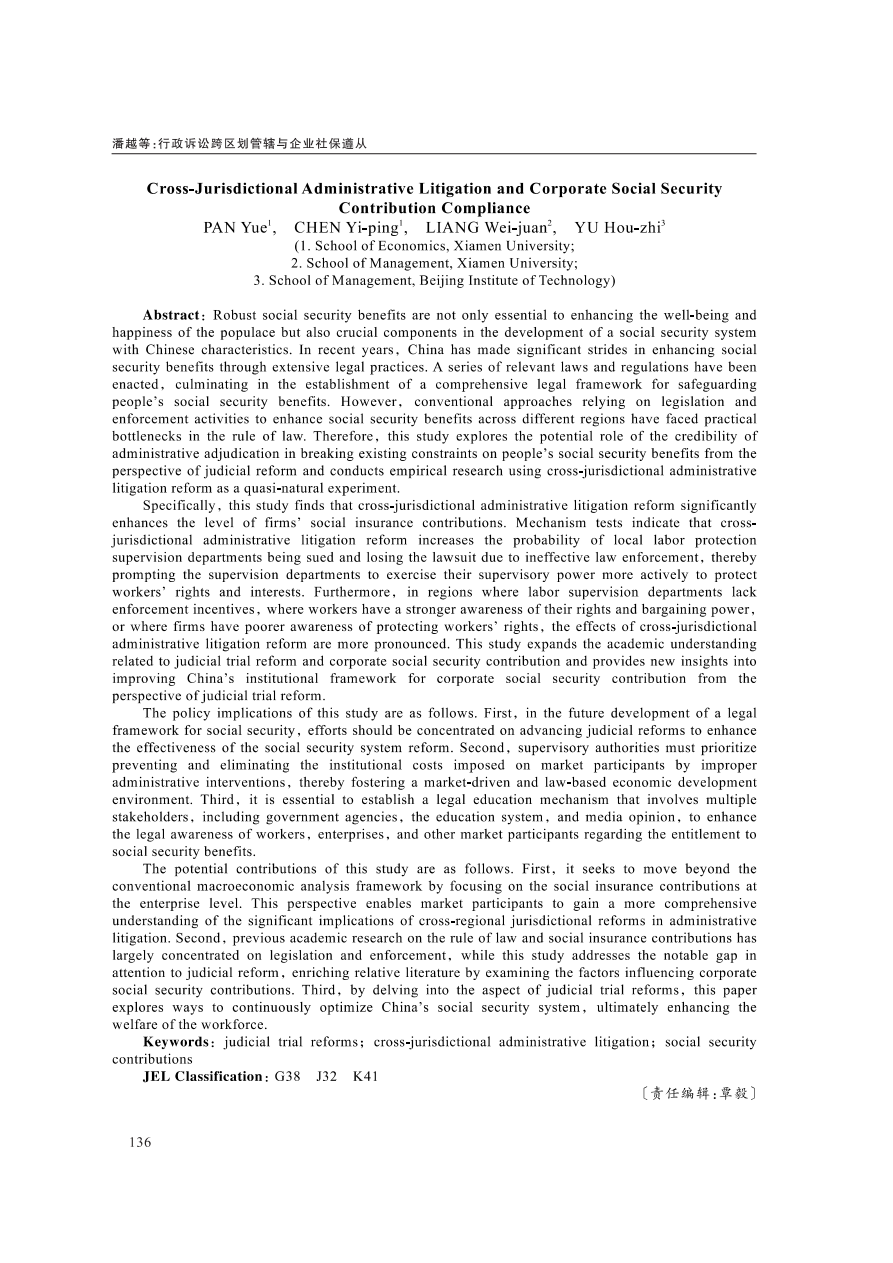 潘越等:行政诉讼跨区划管辖与企业社保遵从
Cross-Jurisdictional Administrative Litigation and Corporate Social Security
Contribution Compliance
PAN Yue1, CHEN Yi-ping1, LIANG Wei-juan2, YU Hou-zhi3
(1. School of Economics, Xiamen University;
2. School of Management, Xiamen University;
3. School of Management, Beijing Institute of Technology)
Abstract: Robust social security benefits are not only essential to enhancing the well-being and
happiness of the populace but also crucial components in the development of a social security system
with Chinese characteristics. In recent years, China has made significant strides in enhancing social
security benefits through extensive legal practices. A series of relevant laws and regulations have been
enacted, culminating in the establishment of a comprehensive legal framework for safeguarding
people's social security benefits. However, conventional approaches relying on legislation and
enforcement activities to enhance social security benefits across different regions have faced practical
bottlenecks in the rule of law. Therefore, this study explores the potential role of the credibility of
administrative adjudication in breaking existing constraints on people's social security benefits from the
perspective of judicial reform and conducts empirical research using cross-jurisdictional administrative
litigation reform as a quasi-natural experiment.
Specifically, this study finds that cross-jurisdictional administrative litigation reform significantly
enhances the level of firms' social insurance contributions. Mechanism tests indicate that cross-
jurisdictional administrative litigation reform increases the probability of local labor protection
supervision departments being sued and losing the lawsuit due to ineffective law enforcement, thereby
prompting the supervision departments to exercise their supervisory power more actively to protect
workers' rights and interests. Furthermore, in regions where labor supervision departments lack
enforcement incentives, where workers have a stronger awareness of their rights and bargaining power,
or where firms have poorer awareness of protecting workers' rights, the effects of cross-jurisdictional
administrative litigation reform are more pronounced. This study expands the academic understanding
related to judicial trial reform and corporate social security contribution and provides new insights into
improving China's institutional framework for corporate social security contribution from the
perspective of judicial trial reform.
The policy implications of this study are as follows. First, in the future development of a legal
framework for social security, efforts should be concentrated on advancing judicial reforms to enhance
the effectiveness of the social security system reform. Second, supervisory authorities must prioritize
preventing and eliminating the institutional costs imposed on market participants by improper
administrative interventions, thereby fostering a market-driven and law-based economic development
environment. Third, it is essential to establish a legal education mechanism that involves multiple
stakeholders, including government agencies, the education system, and media opinion, to enhance
the legal awareness of workers, enterprises, and other market participants regarding the entitlement to
social security benefits.
The potential contributions of this study are as follows. First, it seeks to move beyond the
conventional macroeconomic analysis framework by focusing on the social insurance contributions at
the enterprise level. This perspective enables market participants to gain a more comprehensive
understanding of the significant implications of cross-regional jurisdictional reforms in administrative
litigation. Second, previous academic research on the rule of law and social insurance contributions has
largely concentrated on legislation and enforcement, while this study addresses the notable gap in
attention to judicial reform, enriching relative literature by examining the factors influencing corporate
social security contributions. Third, by delving into the aspect of judicial trial reforms, this paper
explores ways to continuously optimize China's social security system, ultimately enhancing the
welfare of the workforce.
Keywords: judicial trial reforms; cross-jurisdictional administrative litigation; social security
contributions
JEL Classification: G38 J32 K41
〔责任编辑:覃毅〕
136